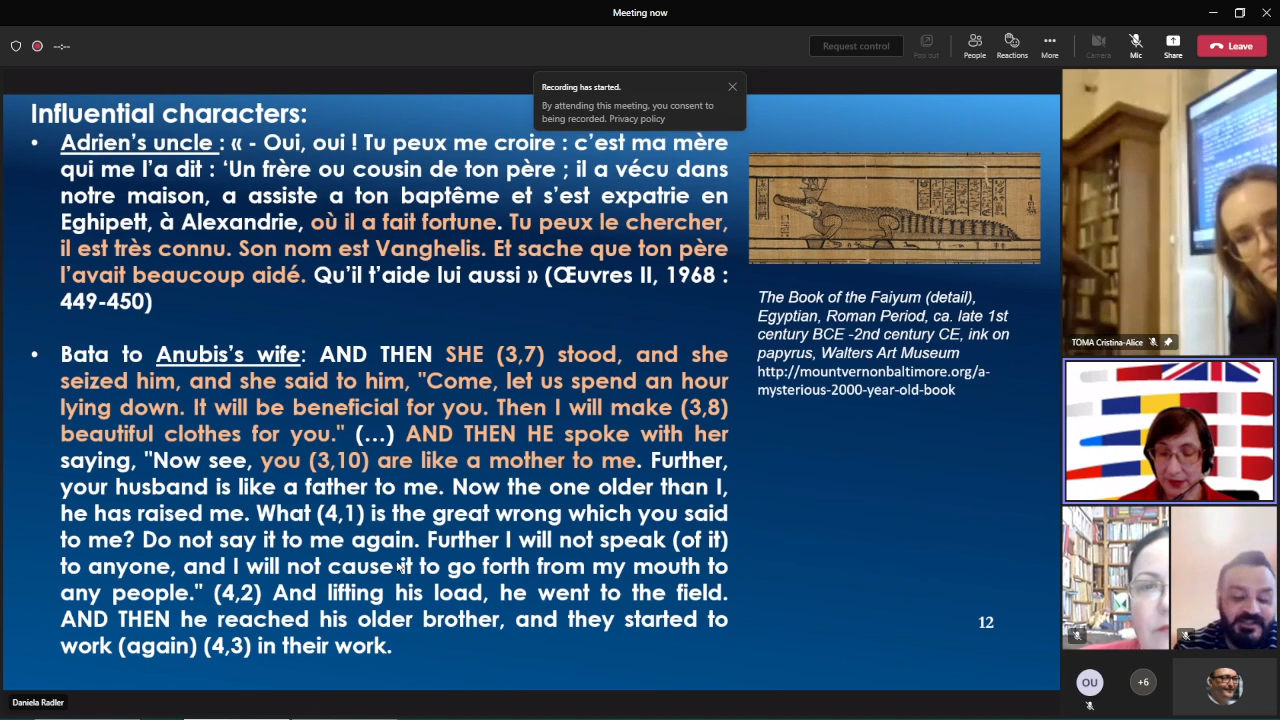 Meeting now
--:--
Request control
Pop out
People
Reactions
More
Camera
Mic
Share
Leave
Recording has started.
By attending this meeting, you consent to
being recorded. Privacy policy
Influential characters:
• Adrien’s uncle : « - Oui, oui ! Tu peux me croire : c’est ma mère
qui me l’a dit : ‘Un frère ou cousin de ton père ; il a vécu dans
notre maison, a assiste a ton baptême et s’est expatrie en
Eghipett, à Alexandrie, où il a fait fortune. Tu peux le chercher,
il est très connu. Son nom est Vanghelis. Et sache que ton père
l’avait beaucoup aidé. Qu’il t’aide lui aussi » (Œuvres II, 1968 :
449-450)
• Bata to Anubis’s wife: AND THEN SHE (3,7) stood, and she
seized him, and she said to him, "Come, let us spend an hour
lying down. It will be beneficial for you. Then I will make (3,8)
beautiful clothes for you." (…) AND THEN HE spoke with her
saying, "Now see, you (3,10) are like a mother to me. Further,
your husband is like a father to me. Now the one older than I,
he has raised me. What (4,1) is the great wrong which you said
to me? Do not say it to me again. Further I will not speak (of it)
to anyone, and I will not cause it to go forth from my mouth to
any people." (4,2) And lifting his load, he went to the field.
AND THEN he reached his older brother, and they started to
work (again) (4,3) in their work.
The Book of the Faiyum (detail),
Egyptian, Roman Period, ca. late 1st
century BCE -2nd century CE, ink on
papyrus, Walters Art Museum
http://mountvernonbaltimore.org/a-
mysterious-2000-year-old-book
12
Daniela Radler
TOMA Cristina-Alice
OU
+6